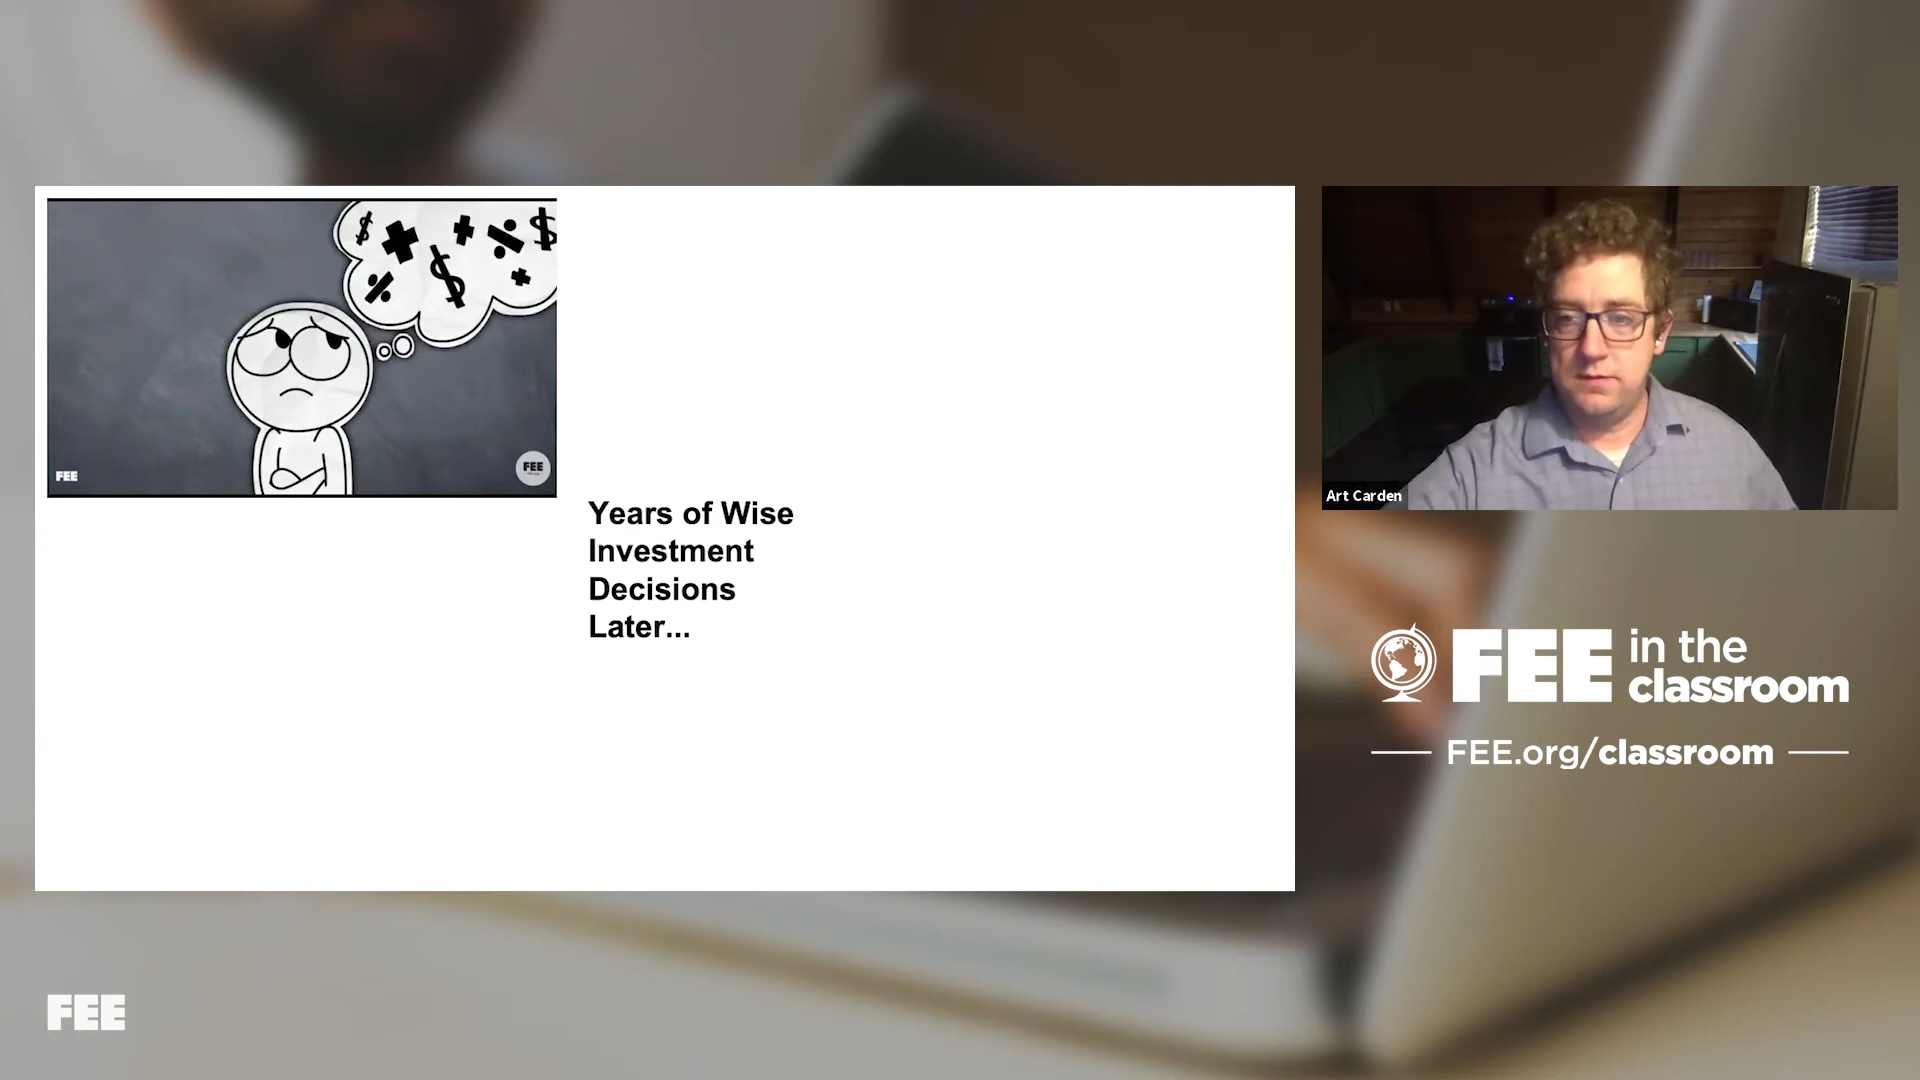 $ + + ÷ $
÷ $ +
FEE
FEE
Years of Wise
Investment
Decisions
Later...
Art Carden
FEE in the
classroom
FEE.org/classroom
FEE